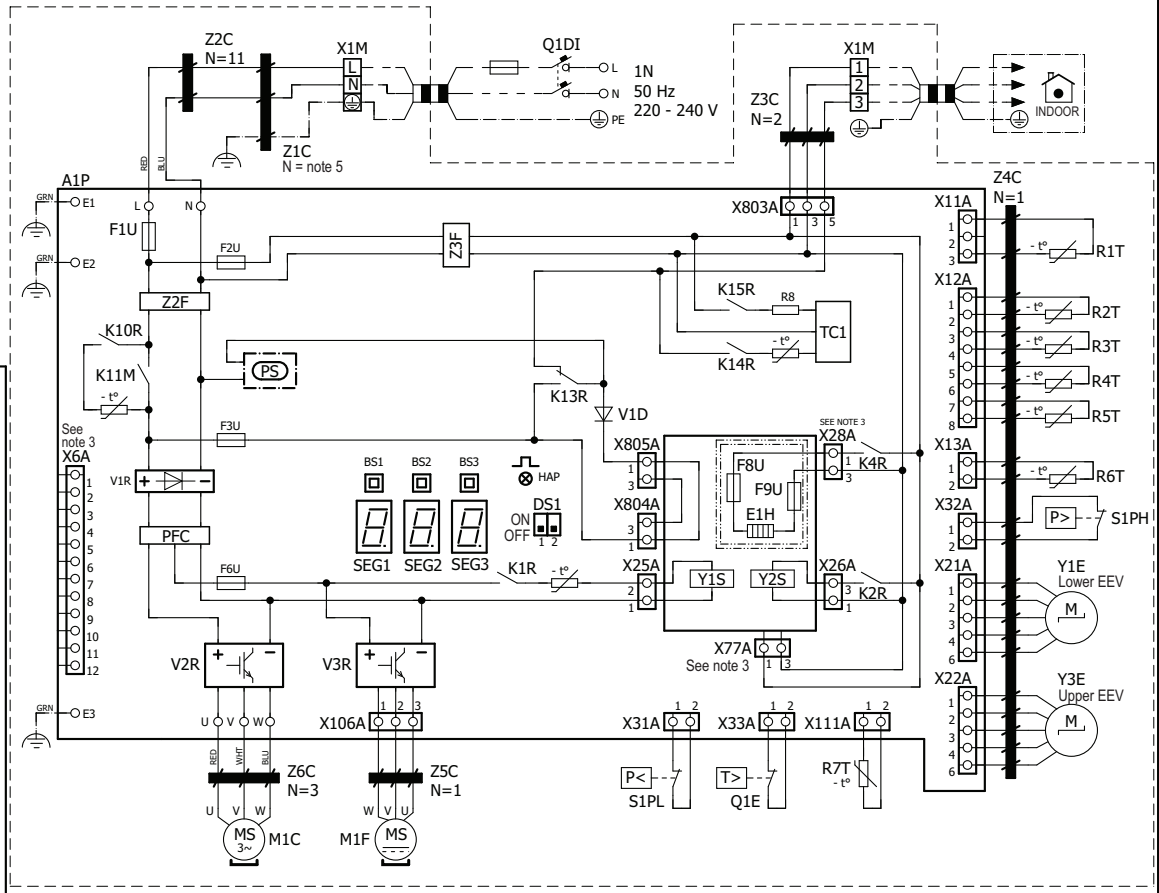 Z2C
N=11
X1M
L
N
Q1DI
L
N
PE
1N
50 Hz
220 - 240 V
Z1C
N = note 5
X1M
1
2
3
Z3C
N=2
INDOOR
RED
BLU
A1P
GRN
E1
L
N
F1U
F2U
GRN
E2
Z2F
Z3F
X803A
1 3 5
Z4C
N=1
X11A
1
2
3
- t°
R1T
X12A
1
2
3
4
5
6
7
8
- t°
R2T
- t°
R3T
- t°
R4T
- t°
R5T
K10R
K11M
- t°
PS
K15R
R8
TC1
- t°
K14R
K13R
V1D
F3U
See
note 3
X6A
1
2
3
4
5
6
7
8
9
10
11
12
V1R
+ -
PFC
BS1 BS2 BS3
SEG1 SEG2 SEG3
HAP
DS1
ON
OFF
1 2
X805A
1
3
X804A
3
1
F8U
F9U
E1H
SEE NOTE 3
X28A
1
3
K4R
X13A
1
2
- t°
R6T
X32A
1
2
P>
S1PH
F6U
K1R
- t°
X25A
2
1
Y1S
Y2S
X26A
3
1
K2R
X21A
1
2
3
4
6
M
Y1E
Lower EEV
X77A
1 3
See note 3
V2R
+ -
V3R
+ -
X22A
1
2
3
4
6
M
Y3E
Upper EEV
GRN
E3
U V W
X106A
1 2 3
X31A
1 2
X33A
1 2
X111A
1 2
RED
WHT
BLU
Z6C
N=3
Z5C
N=1
P<
S1PL
T>
Q1E
R7T
- t°
U V W
MS
3~
M1C
W V U
M1F
MS